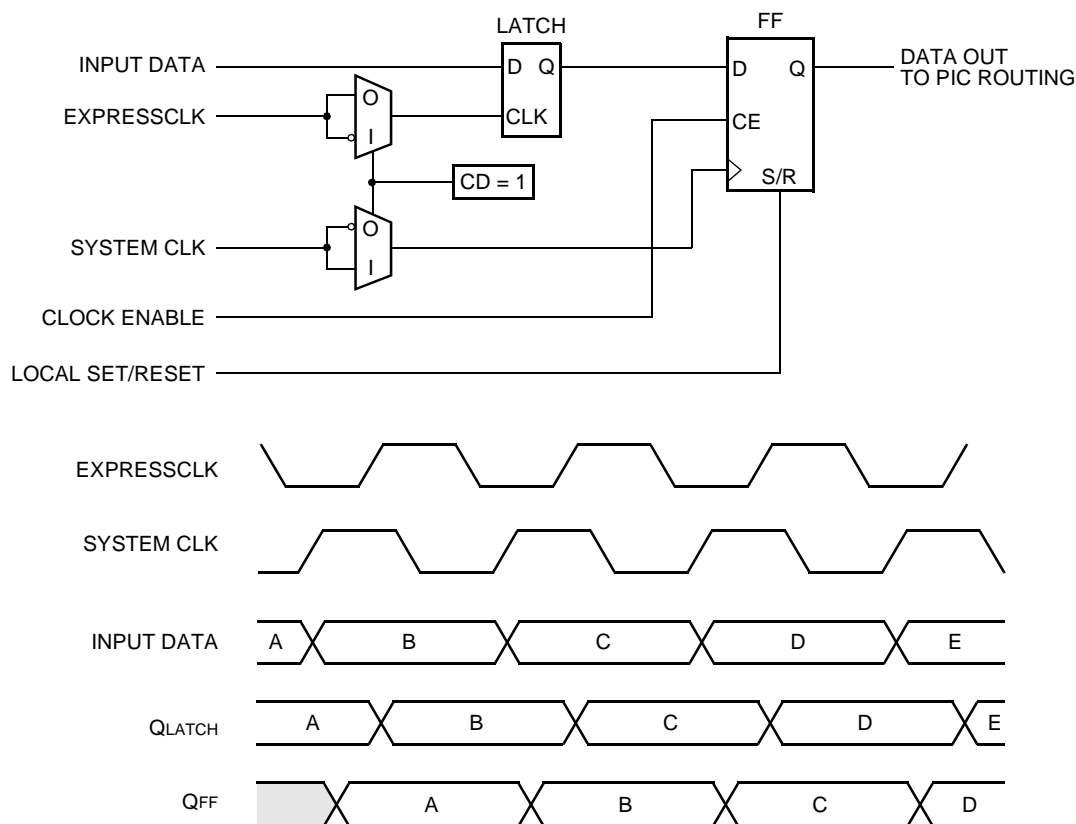 LATCH
FF
INPUT DATA
D Q
D Q
DATA OUT
TO PIC ROUTING
EXPRESSCLK
O
I
CLK
CE
CD = 1
S/R
SYSTEM CLK
O
I
CLOCK ENABLE
LOCAL SET/RESET
EXPRESSCLK
SYSTEM CLK
INPUT DATA A B C D E
QLATCH A B C D E
QFF A B C D